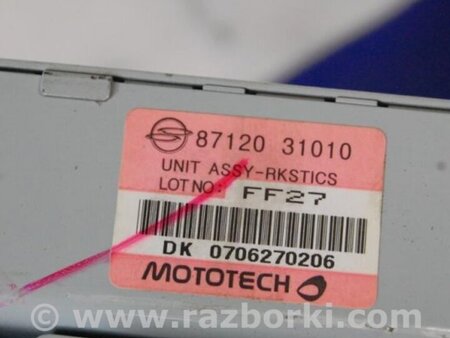 87120 31010
UNIT ASSY-RKSTICS
LOT NO: FF27
DK 0706270206
MOTOTECH
© www.razborki.com